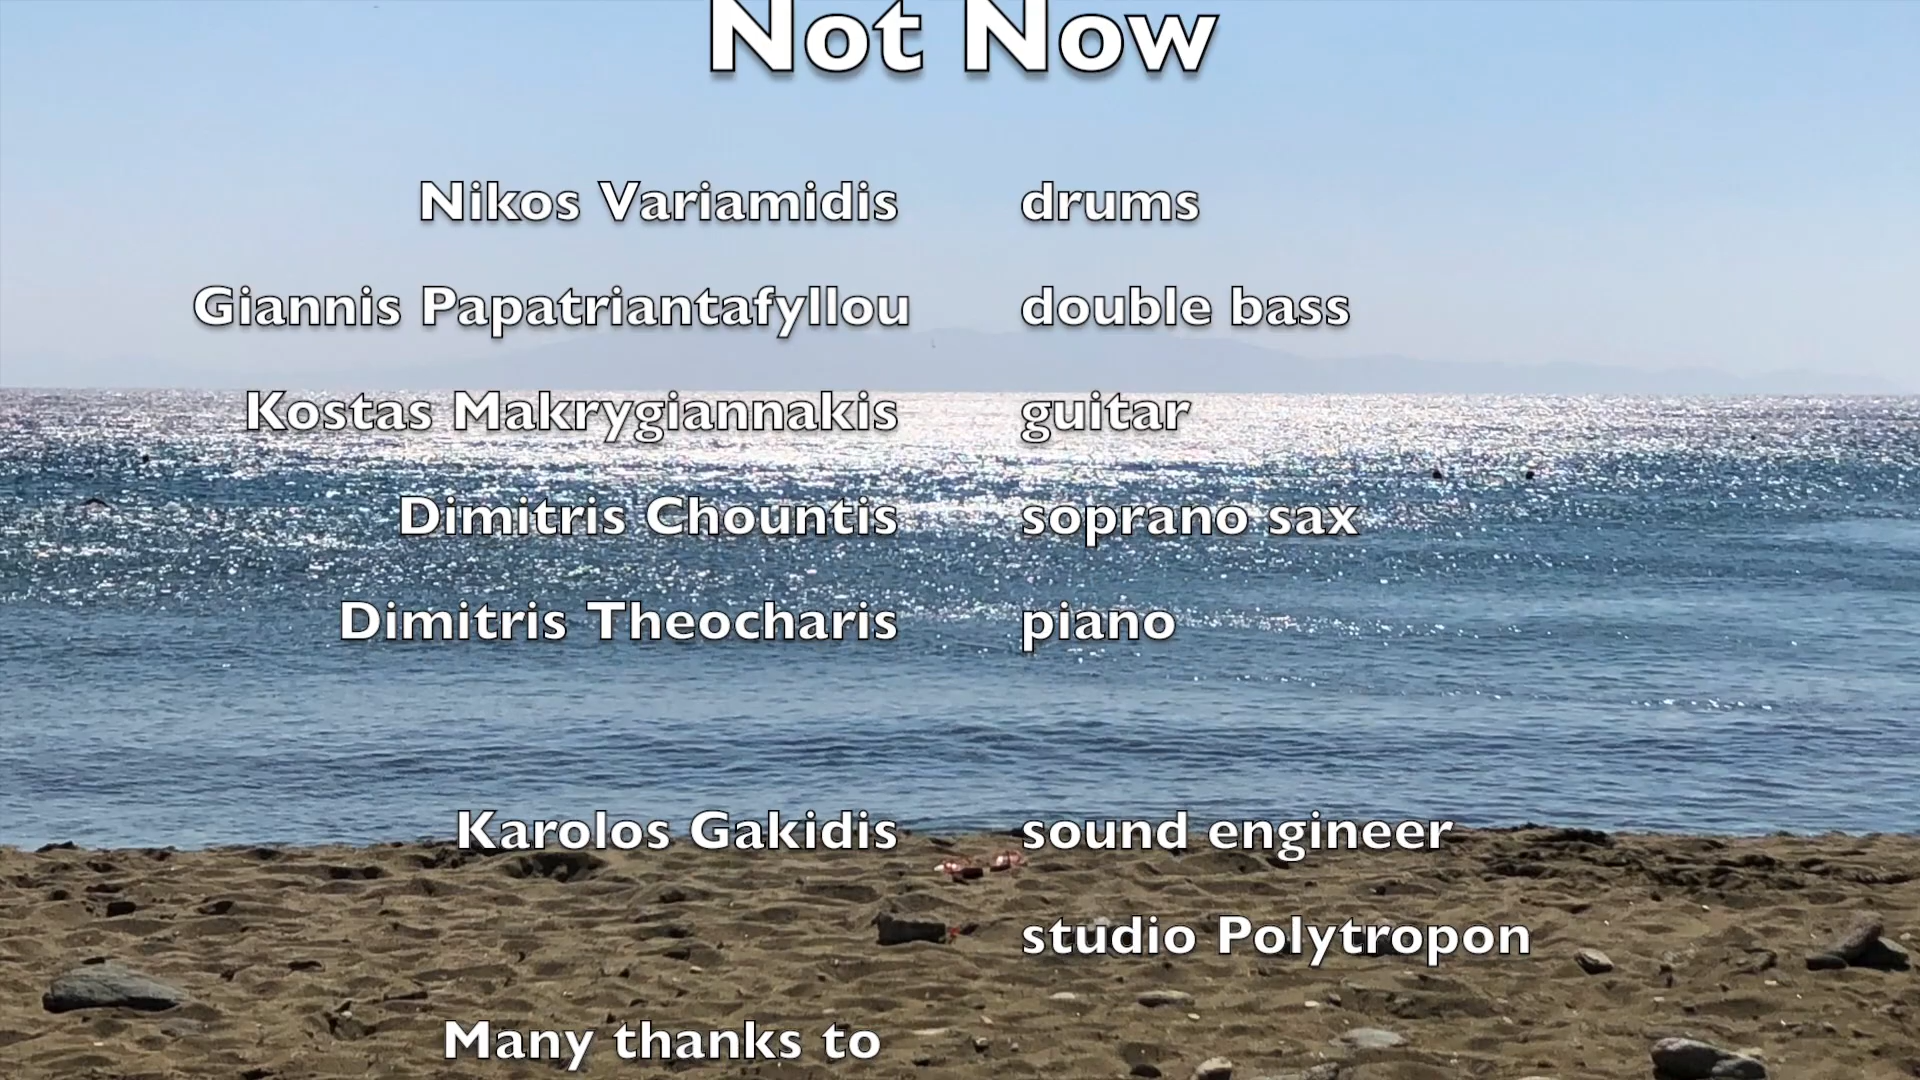 Not Now
Nikos Variamidis drums
Giannis Papatriantafyllou double bass
Kostas Makrygiannakis guitar
Dimitris Chountis soprano sax
Dimitris Theocharis piano
Karolos Gakidis sound engineer
studio Polytropon
Many thanks to